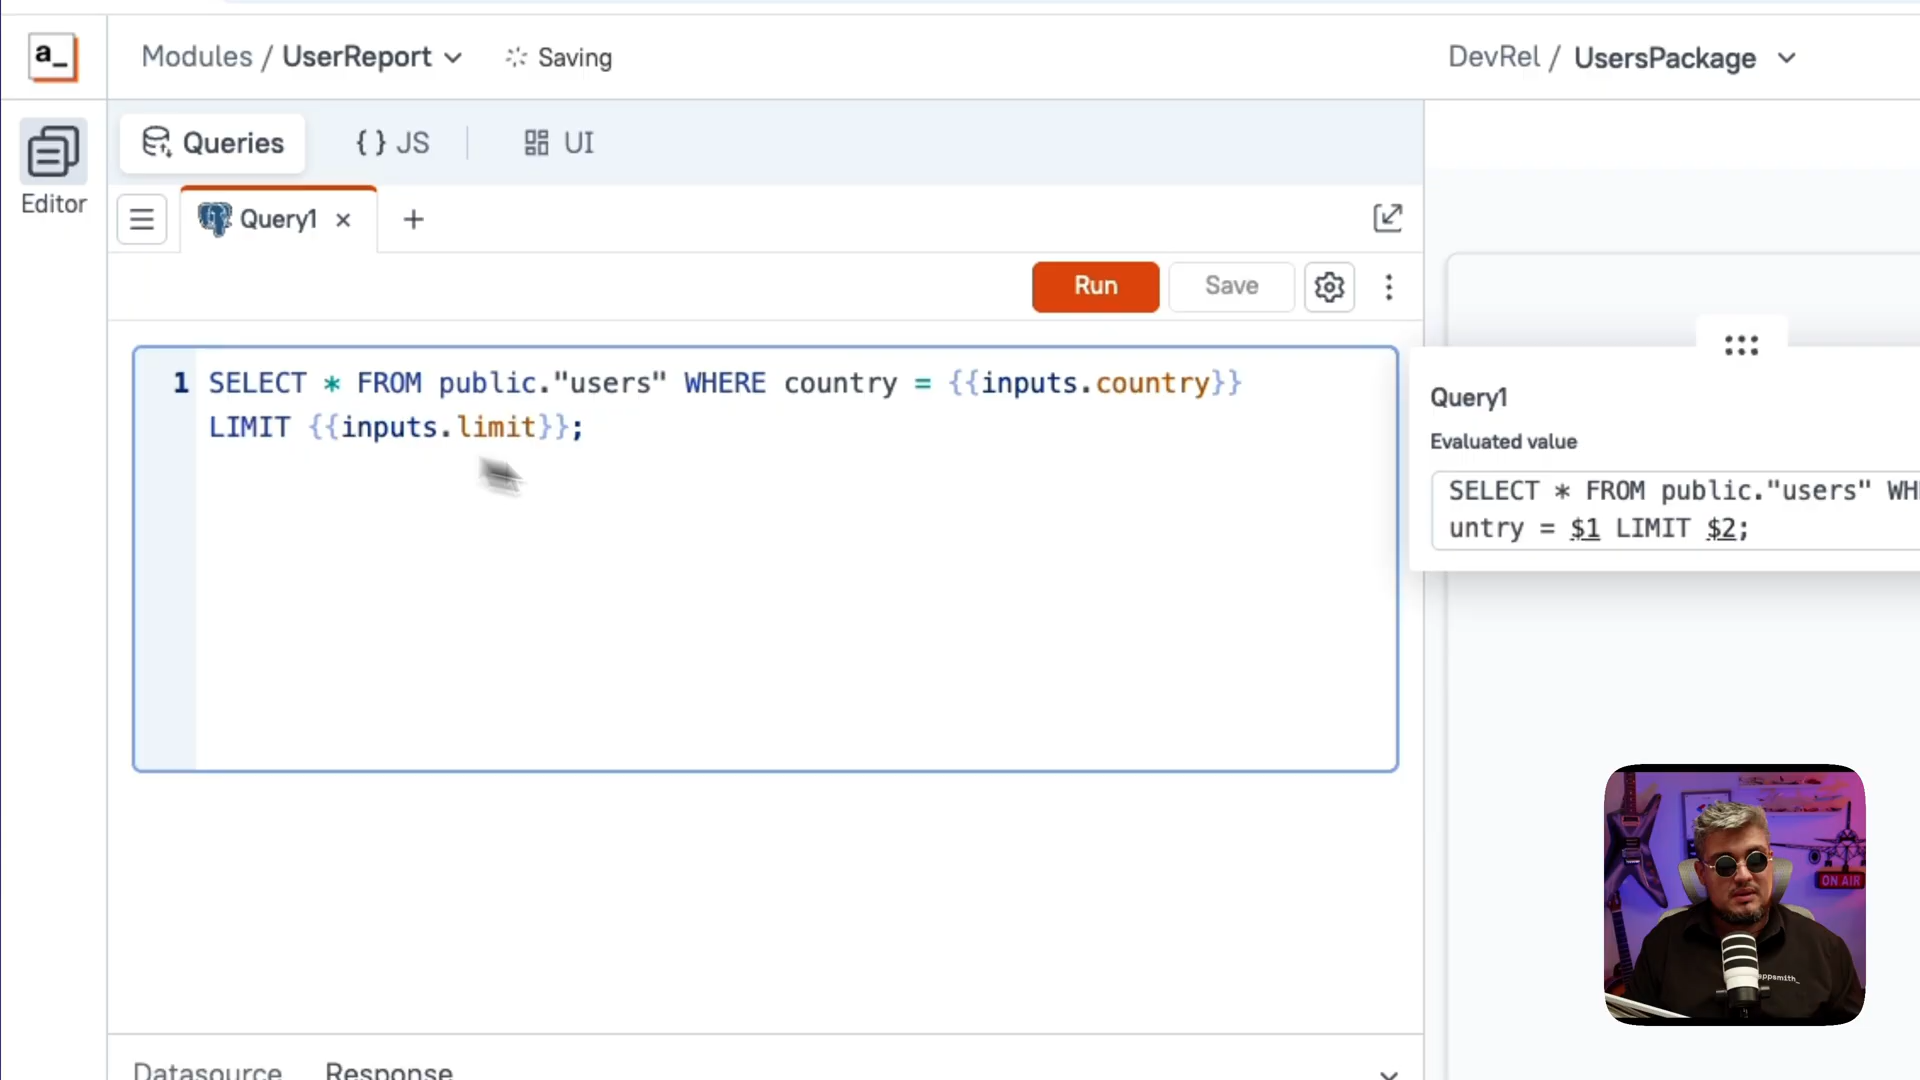 a_
Modules / UserReport
Saving
DevRel / UsersPackage
Queries
{ } JS
UI
Editor
Query1
Run
Save
1 SELECT * FROM public."users" WHERE country = {{inputs.country}}
LIMIT {{inputs.limit}};
Query1
Evaluated value
SELECT * FROM public."users" WH
untry = $1 LIMIT $2;
ON AIR
appsmith_
Datasource
Response